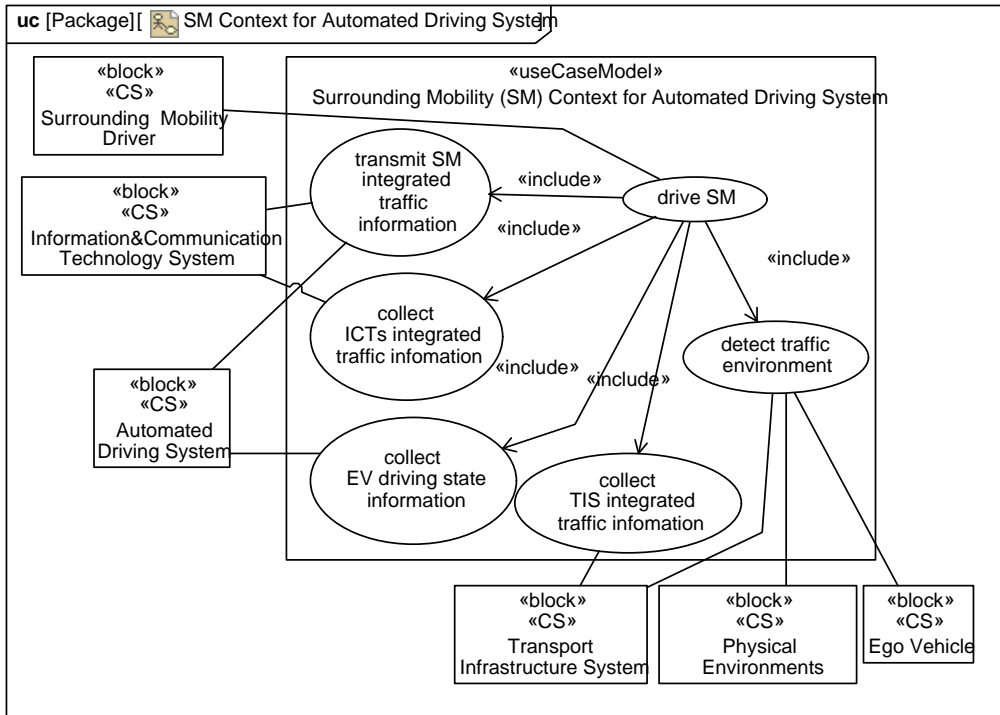 uc [Package][ SM Context for Automated Driving System]
«block»
«CS»
Surrounding Mobility
Driver
«useCaseModel»
Surrounding Mobility (SM) Context for Automated Driving System
transmit SM
integrated
traffic
information
«include»
drive SM
«block»
«CS»
Information&Communication
Technology System
«include»
«include»
collect
ICTs integrated
traffic infomation
detect traffic
environment
«include»
«include»
«block»
«CS»
Automated
Driving System
collect
EV driving state
information
collect
TIS integrated
traffic infomation
«block»
«CS»
Transport
Infrastructure System
«block»
«CS»
Physical
Environments
«block»
«CS»
Ego Vehicle